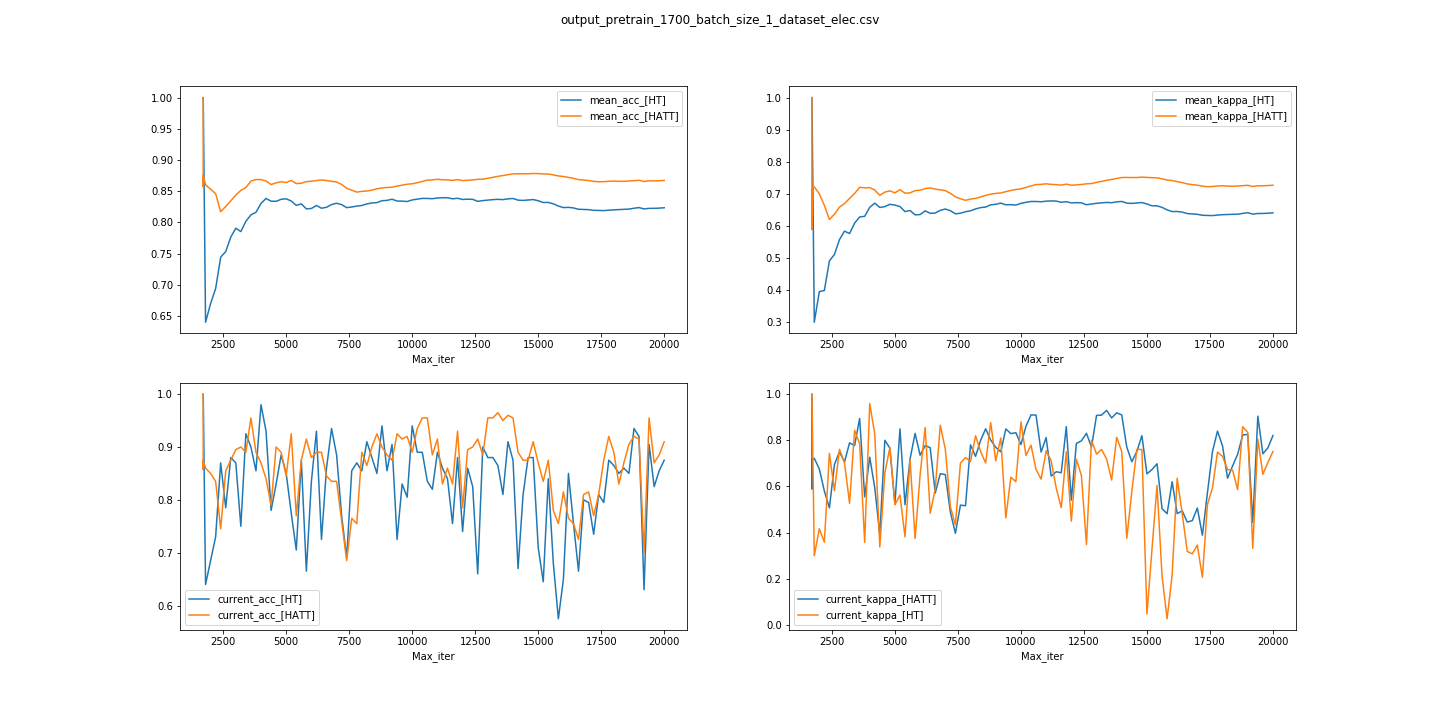 output_pretrain_1700_batch_size_1_dataset_elec.csv
1.00
0.95
0.90
0.85
0.80
0.75
0.70
0.65
mean_acc_[HT]
mean_acc_[HATT]
2500 5000 7500 10000 12500 15000 17500 20000
Max_iter
1.0
0.9
0.8
0.7
0.6
0.5
0.4
0.3
mean_kappa_[HT]
mean_kappa_[HATT]
2500 5000 7500 10000 12500 15000 17500 20000
Max_iter
1.0
0.9
0.8
0.7
0.6
current_acc_[HT]
current_acc_[HATT]
2500 5000 7500 10000 12500 15000 17500 20000
Max_iter
1.0
0.8
0.6
0.4
0.2
0.0
current_kappa_[HATT]
current_kappa_[HT]
2500 5000 7500 10000 12500 15000 17500 20000
Max_iter